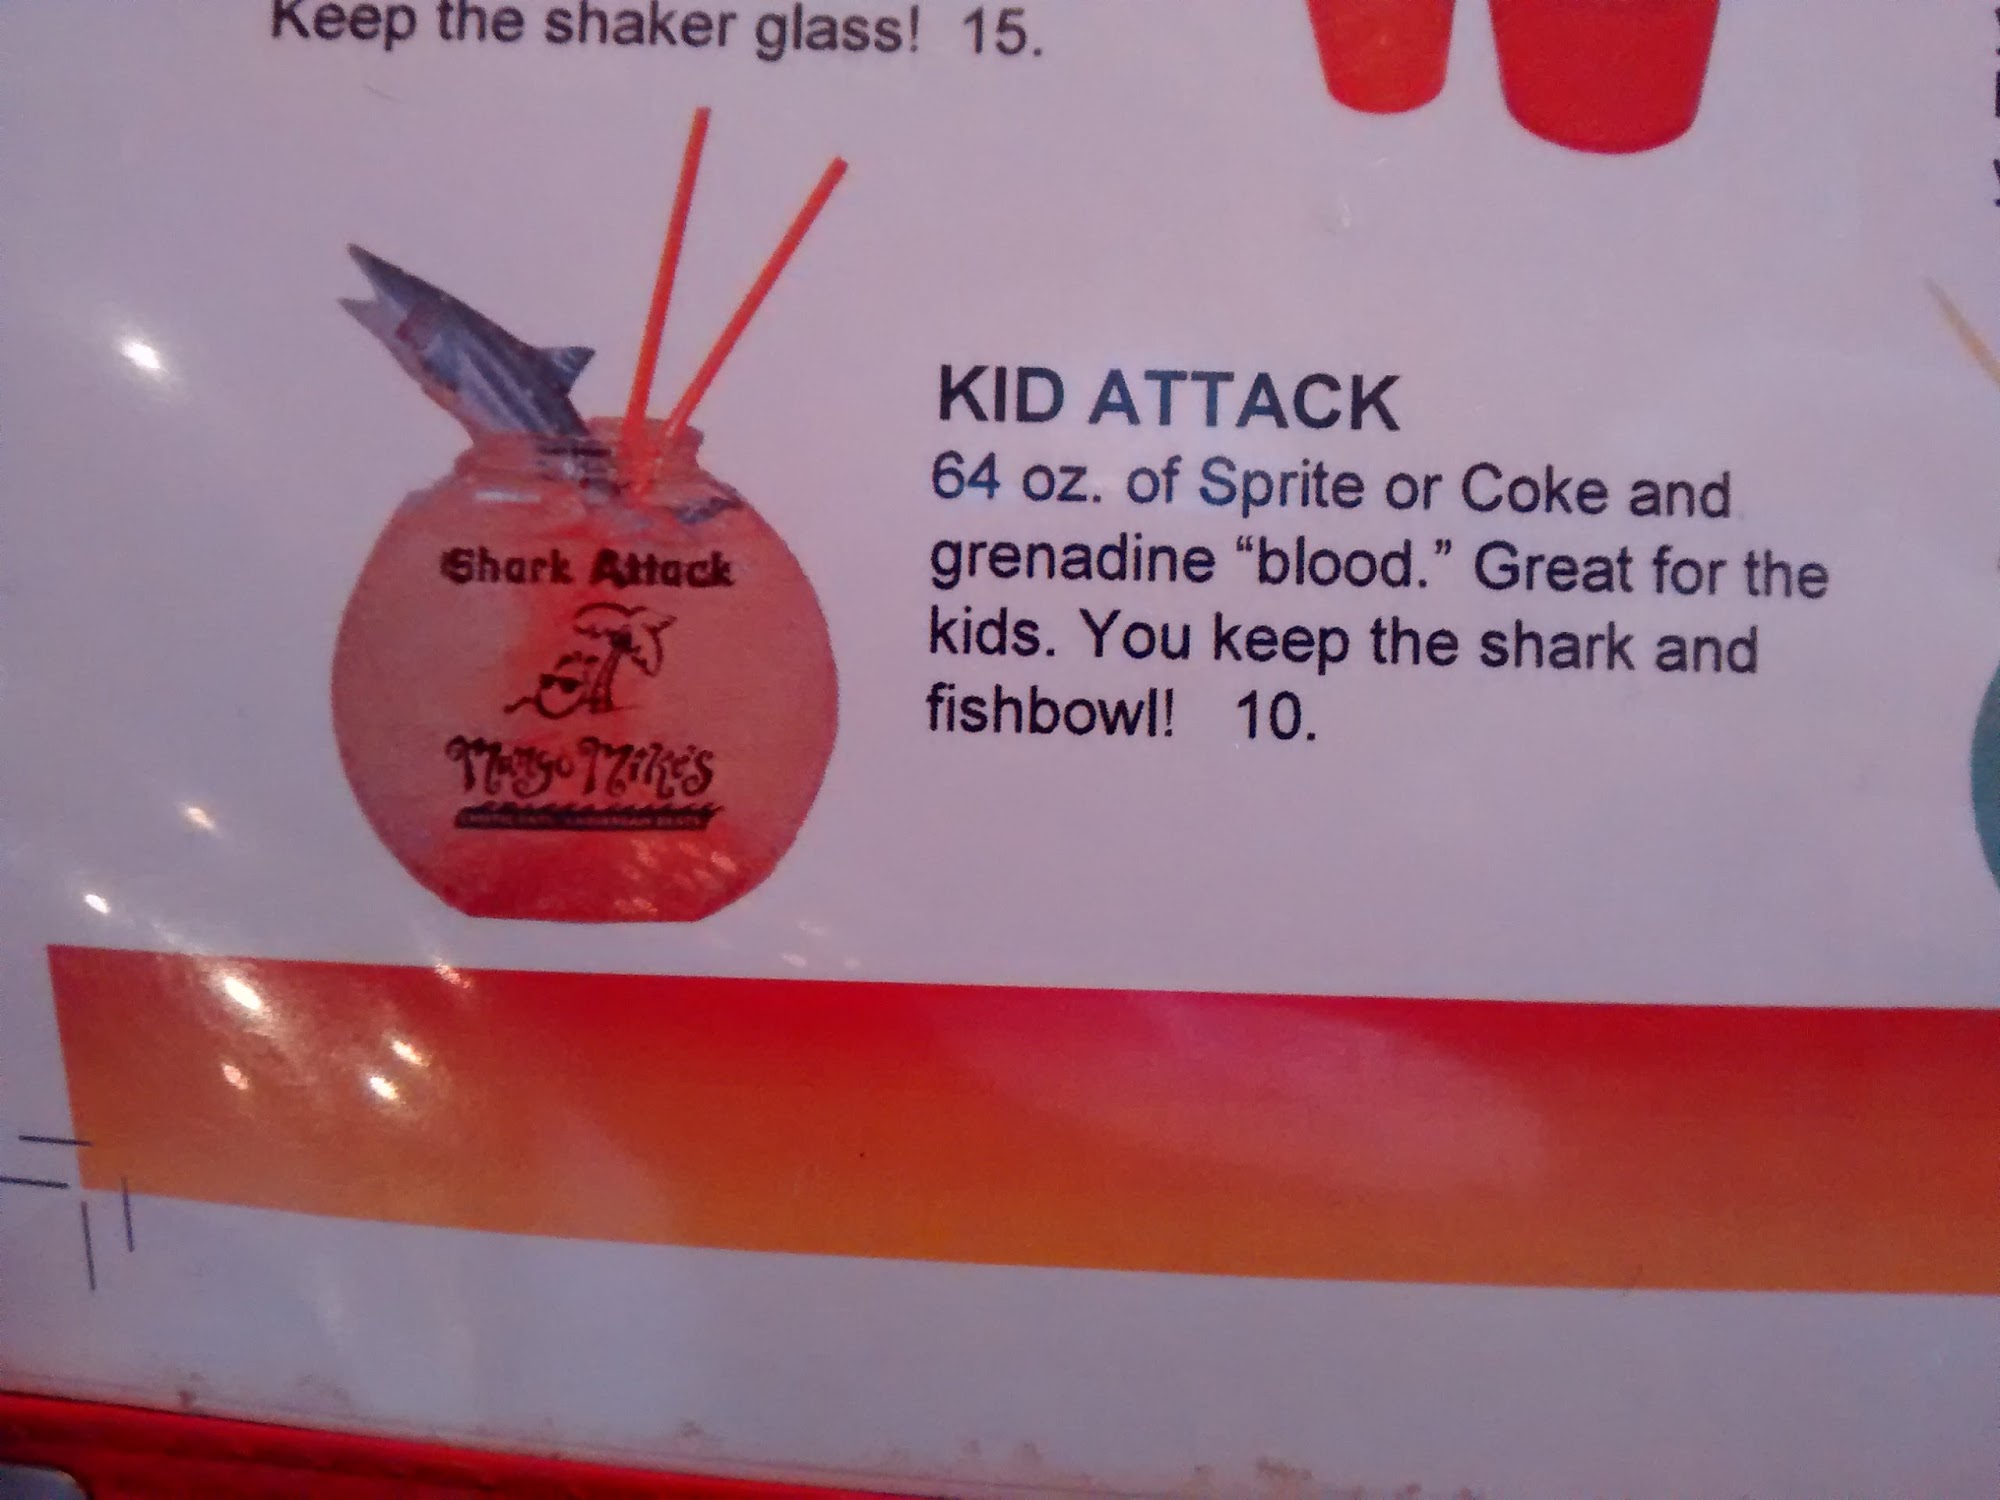 Keep the shaker glass! 15.
Shark Attack
Mango Mike's
KID ATTACK
64 oz. of Sprite or Coke and
grenadine “blood.” Great for the
kids. You keep the shark and
fishbowl! 10.